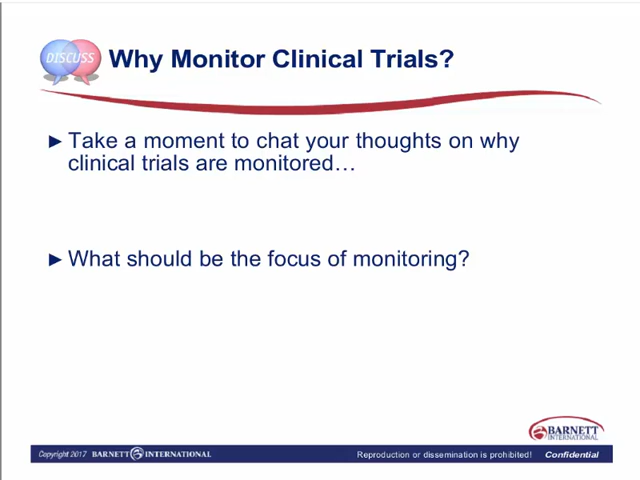 DISCUSS
Why Monitor Clinical Trials?
► Take a moment to chat your thoughts on why
clinical trials are monitored…
► What should be the focus of monitoring?
BARNETT
INTERNATIONAL
Copyright 2017 BARNETT INTERNATIONAL
Reproduction or dissemination is prohibited! Confidential